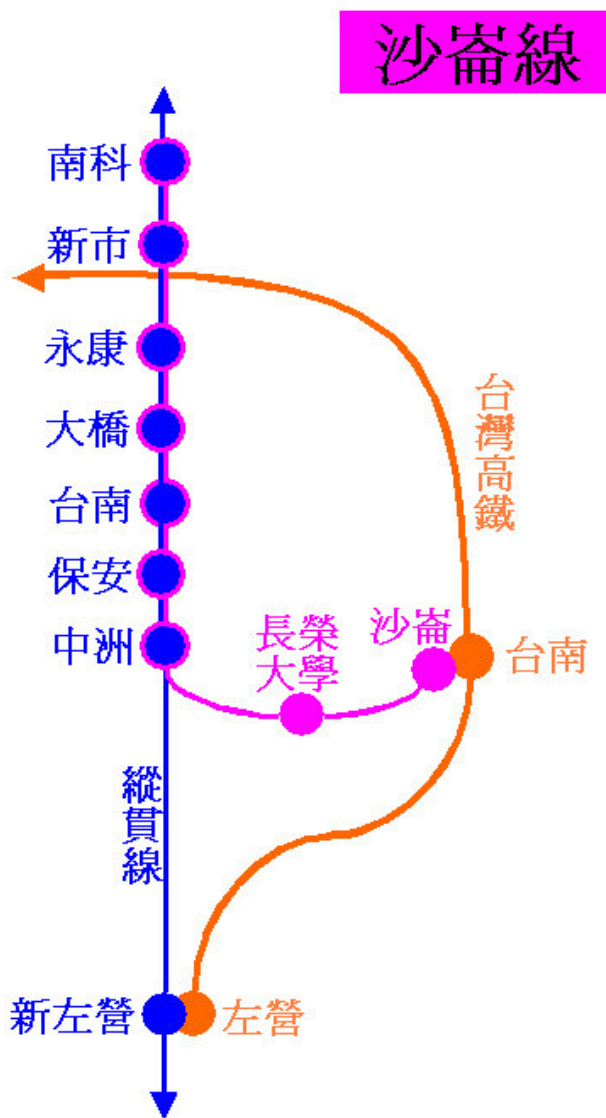 沙崙線
南科
新市
永康
大橋
台南
保安
中洲
台灣高鐵
長榮
大學
沙崙
台南
縱貫線
新左營
左營